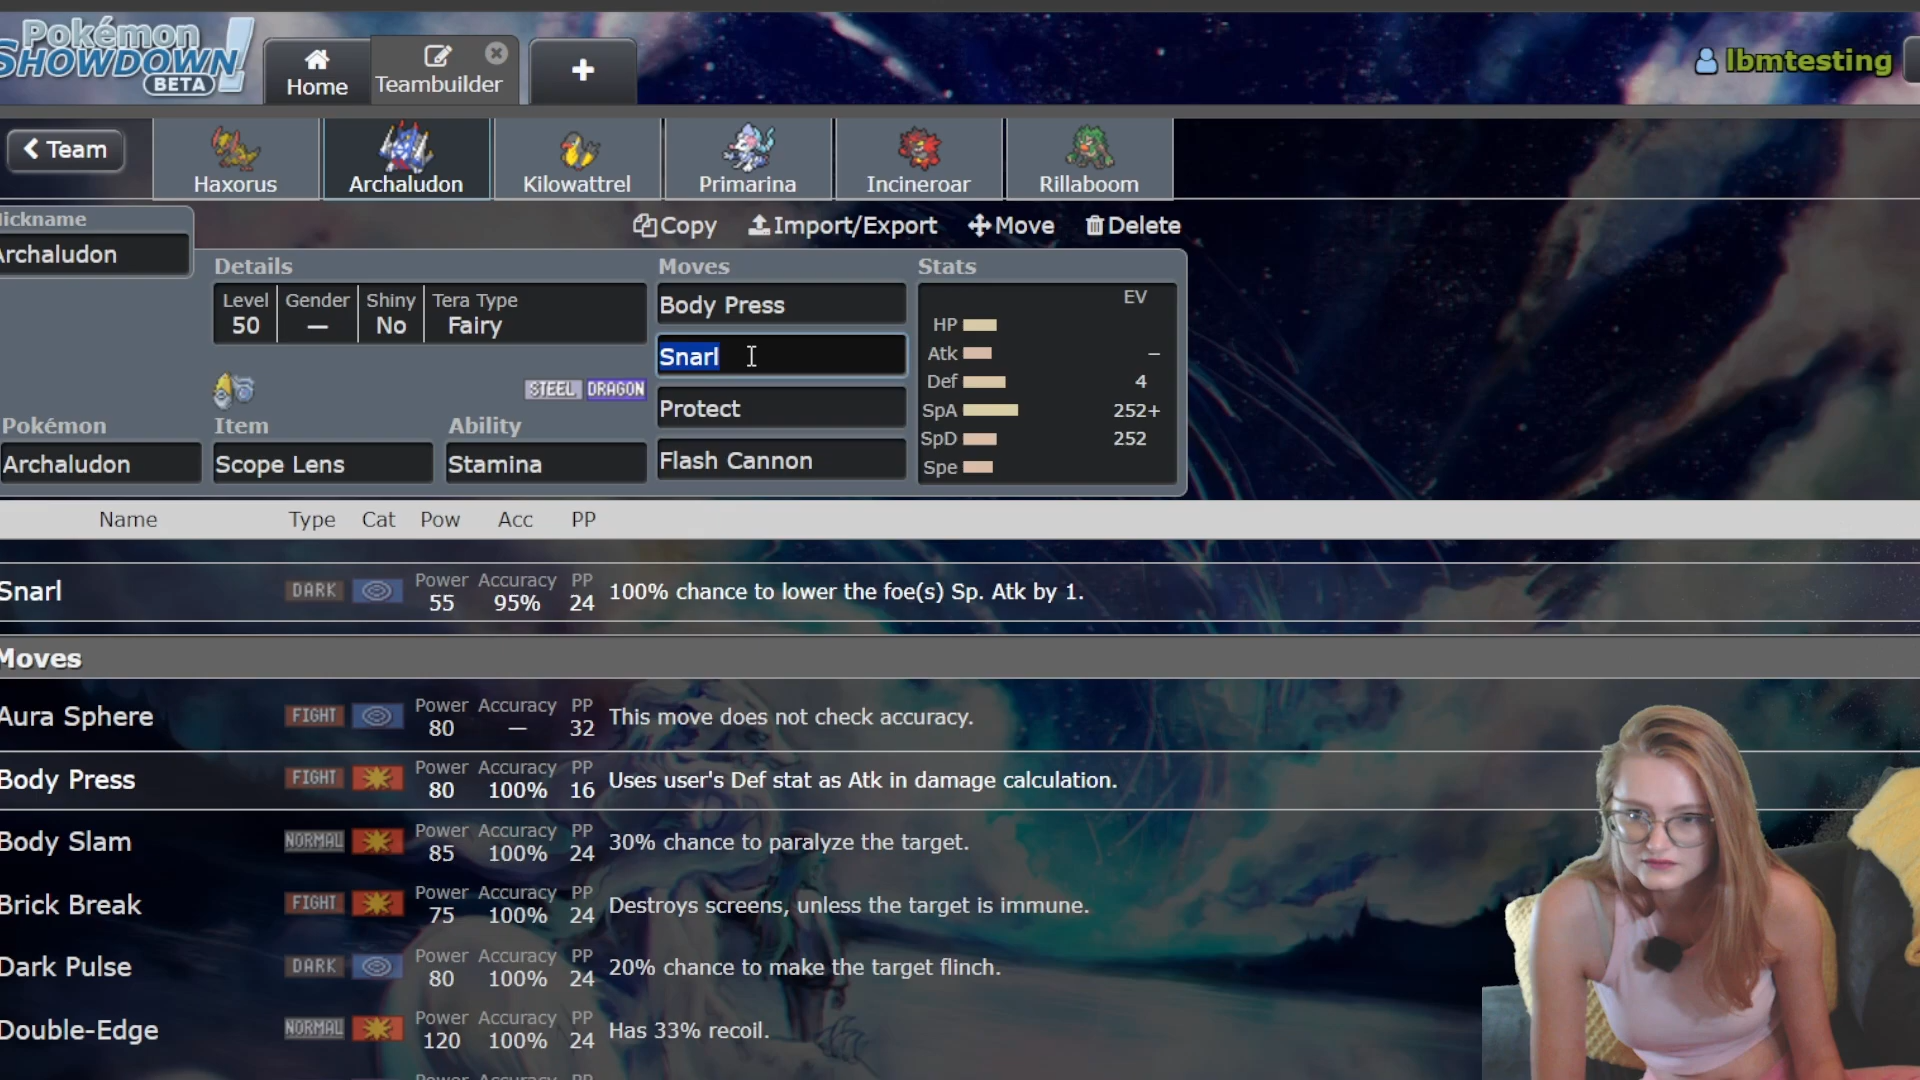 Pokémon
SHOWDOWN!
BETA
Home
Teambuilder
+
lbmtesting
Team
Haxorus
Archaludon
Kilowattrel
Primarina
Incineroar
Rillaboom
Copy
Import/Export
Move
Delete
ickname
Archaludon
Details
Level Gender Shiny Tera Type
50 — No Fairy
STEEL DRAGON
Pokémon Item Ability
Archaludon Scope Lens Stamina
Moves
Body Press
Snarl
Protect
Flash Cannon
Stats
EV
HP
Atk –
Def 4
SpA 252+
SpD 252
Spe
Name Type Cat Pow Acc PP
Snarl DARK Power 55 Accuracy 95% PP 24 100% chance to lower the foe(s) Sp. Atk by 1.
Moves
Aura Sphere FIGHT Power 80 Accuracy — PP 32 This move does not check accuracy.
Body Press FIGHT Power 80 Accuracy 100% PP 16 Uses user's Def stat as Atk in damage calculation.
Body Slam NORMAL Power 85 Accuracy 100% PP 24 30% chance to paralyze the target.
Brick Break FIGHT Power 75 Accuracy 100% PP 24 Destroys screens, unless the target is immune.
Dark Pulse DARK Power 80 Accuracy 100% PP 24 20% chance to make the target flinch.
Double-Edge NORMAL Power 120 Accuracy 100% PP 24 Has 33% recoil.
Power Accuracy PP